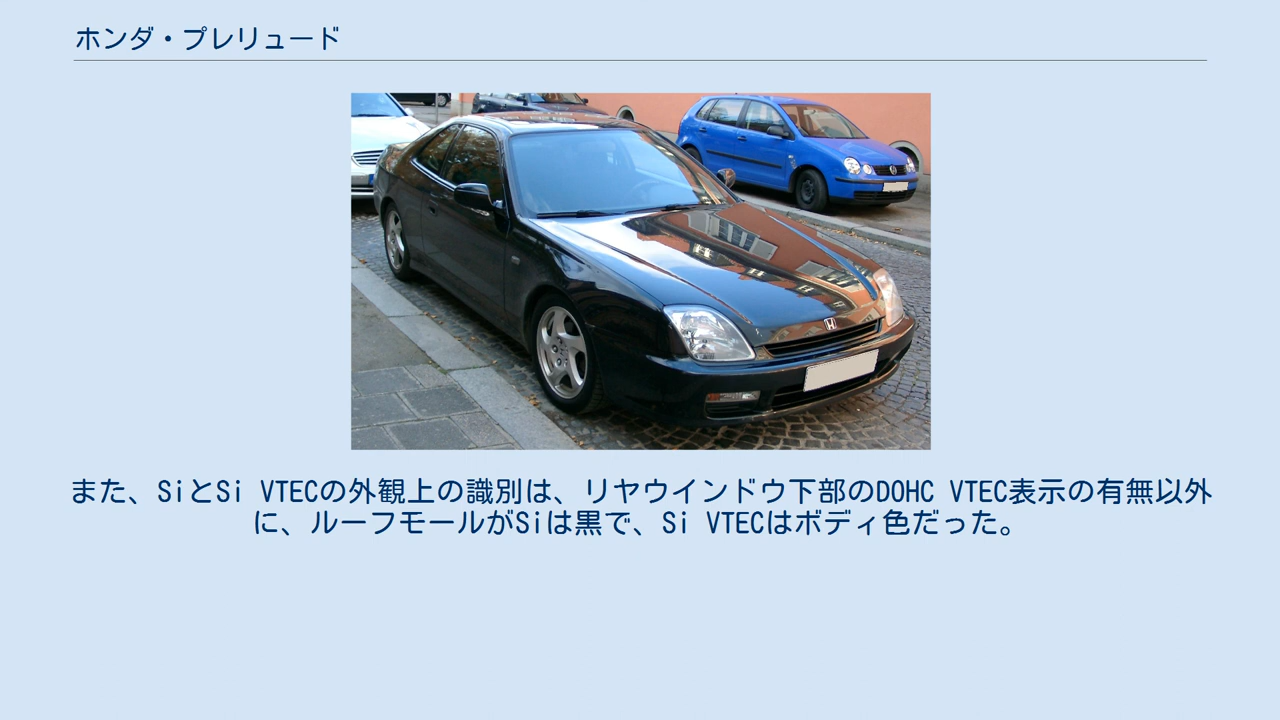 ホンダ・プレリュード
また、SiとSi VTECの外観上の識別は、リヤウインドウ下部のDOHC VTEC表示の有無以外
に、ルーフモールがSiは黒で、Si VTECはボディ色だった。